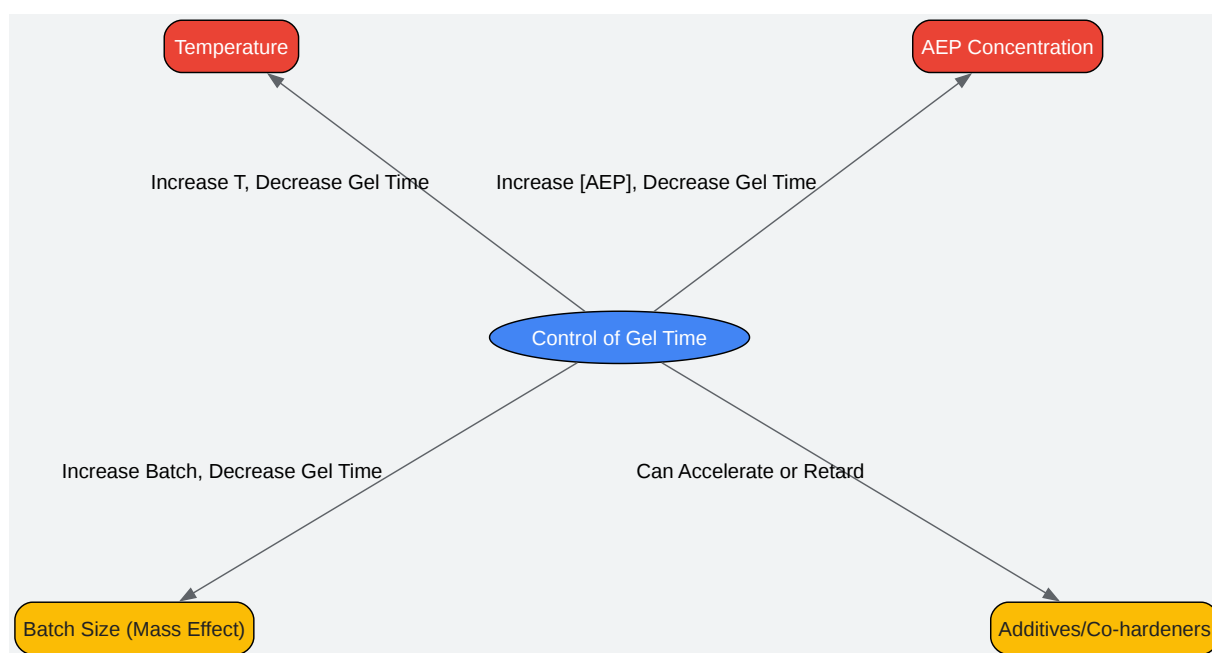 Temperature
AEP Concentration
Increase T, Decrease Gel Time
Increase [AEP], Decrease Gel Time
Control of Gel Time
Increase Batch, Decrease Gel Time
Can Accelerate or Retard
Batch Size (Mass Effect)
Additives/Co-hardeners